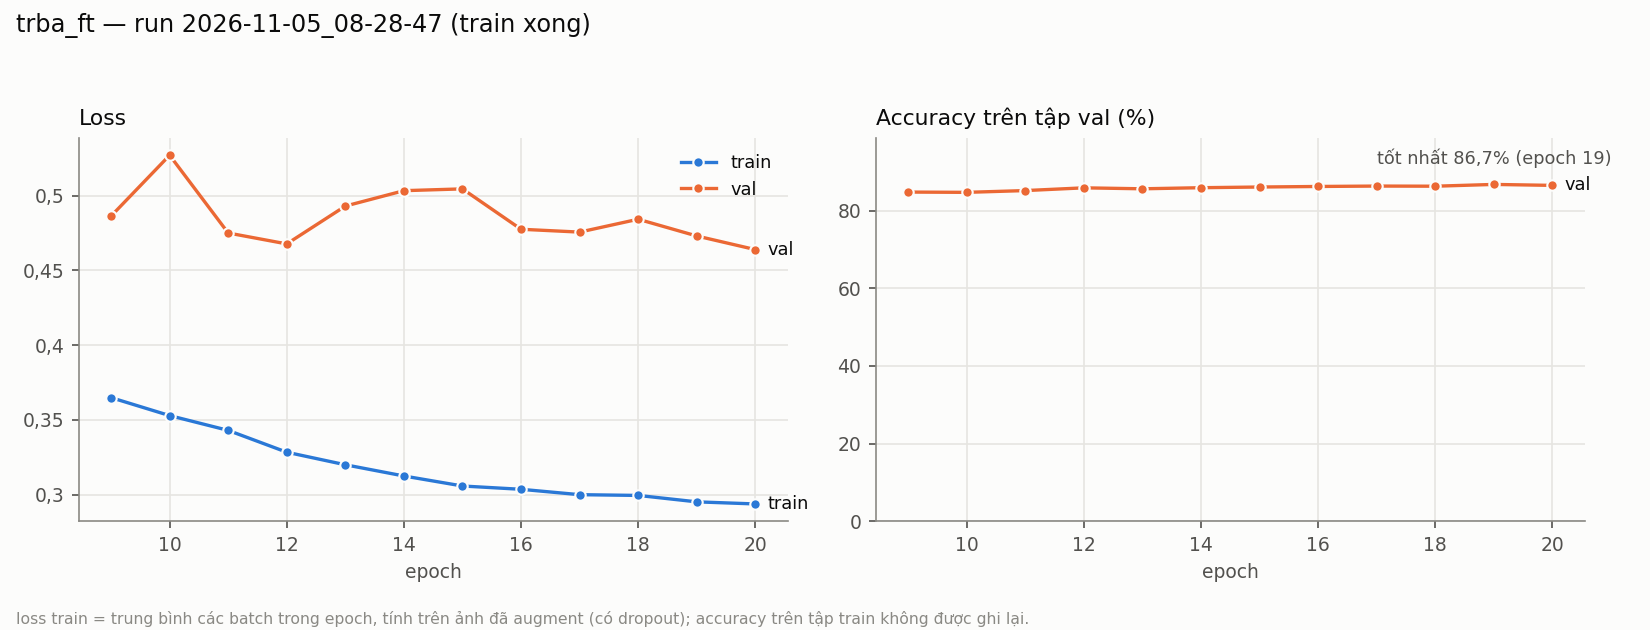 trba_ft — run 2026-11-05_08-28-47 (train xong)
Loss
train
val
0,5
0,45
0,4
0,35
0,3
val
train
10 12 14 16 18 20
epoch
Accuracy trên tập val (%)
tốt nhất 86,7% (epoch 19)
val
80
60
40
20
0
10 12 14 16 18 20
epoch
loss train = trung bình các batch trong epoch, tính trên ảnh đã augment (có dropout); accuracy trên tập train không được ghi lại.